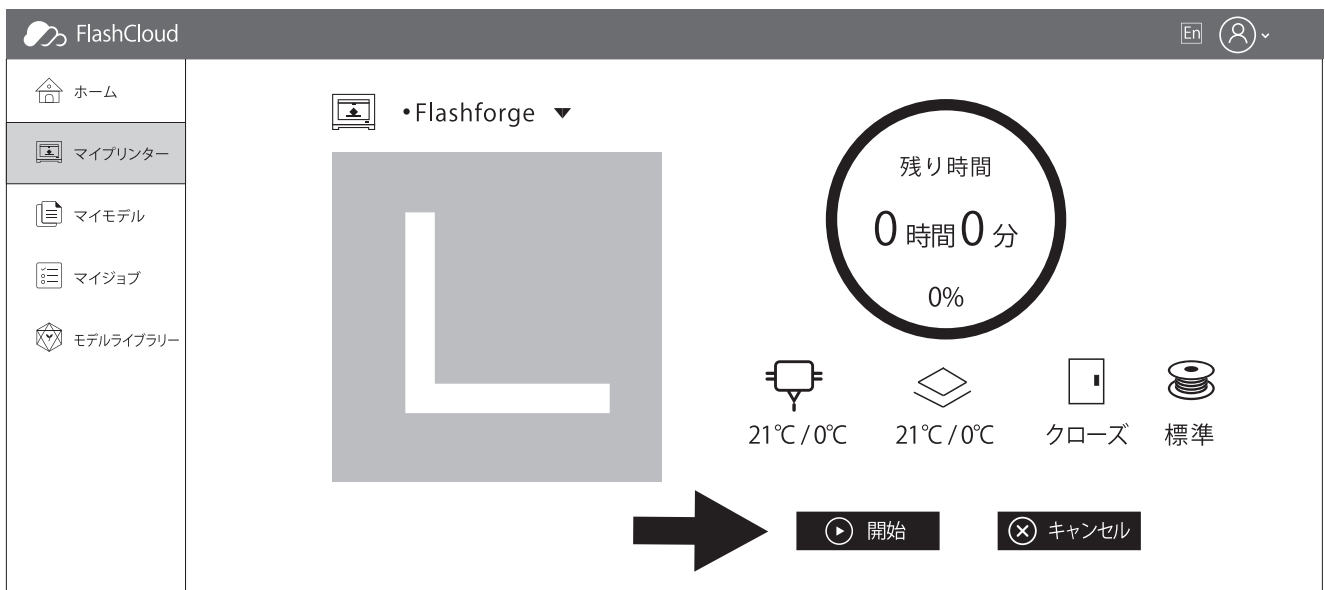 FlashCloud
En
ホーム
マイプリンター
マイモデル
マイジョブ
モデルライブラリー
•Flashforge
残り時間
0時間0分
0%
21℃/0℃
21℃/0℃
クローズ
標準
開始
キャンセル